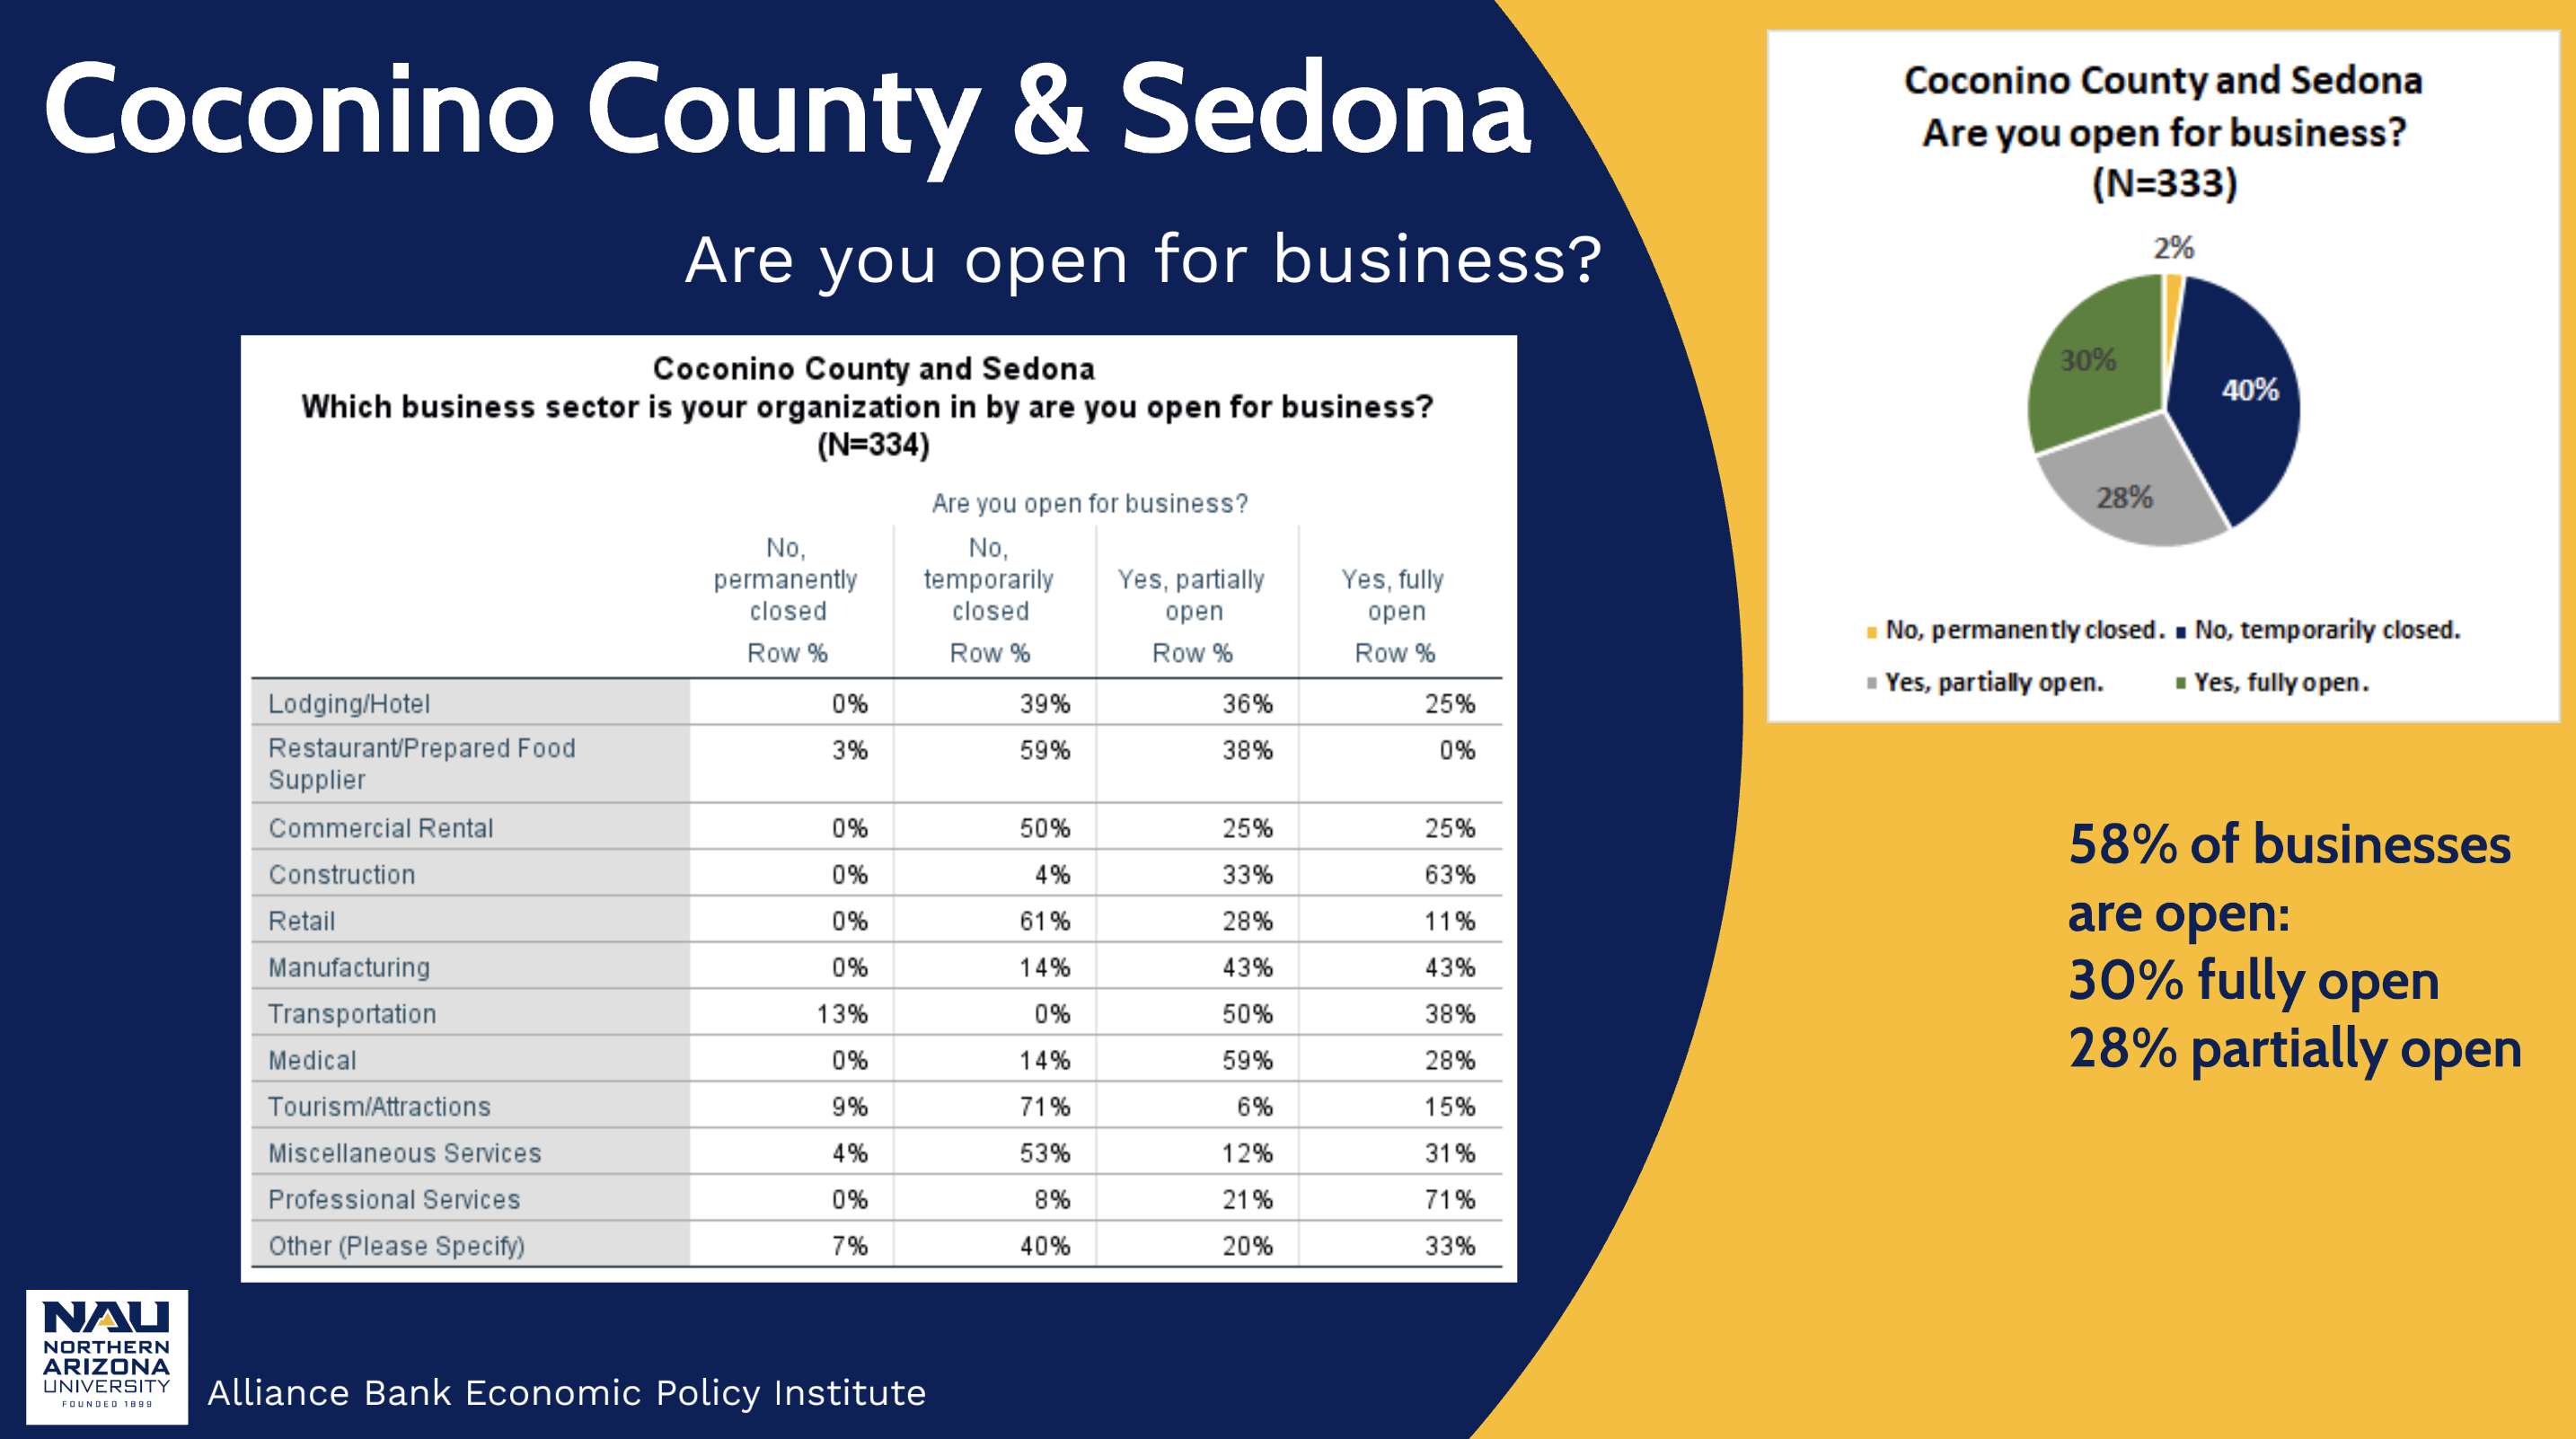 Coconino County & Sedona
Are you open for business?
Coconino County and Sedona
Which business sector is your organization in by are you open for business?
(N=334)
Are you open for business?
No, permanently closed No, temporarily closed Yes, partially open Yes, fully open
Row % Row % Row % Row %
Lodging/Hotel 0% 39% 36% 25%
Restaurant/Prepared Food Supplier 3% 59% 38% 0%
Commercial Rental 0% 50% 25% 25%
Construction 0% 4% 33% 63%
Retail 0% 61% 28% 11%
Manufacturing 0% 14% 43% 43%
Transportation 13% 0% 50% 38%
Medical 0% 14% 59% 28%
Tourism/Attractions 9% 71% 6% 15%
Miscellaneous Services 4% 53% 12% 31%
Professional Services 0% 8% 21% 71%
Other (Please Specify) 7% 40% 20% 33%
Coconino County and Sedona
Are you open for business?
(N=333)
2%
30%
40%
28%
No, permanently closed. No, temporarily closed.
Yes, partially open. Yes, fully open.
58% of businesses
are open:
30% fully open
28% partially open
NAU
NORTHERN
ARIZONA
UNIVERSITY
FOUNDED 1899
Alliance Bank Economic Policy Institute